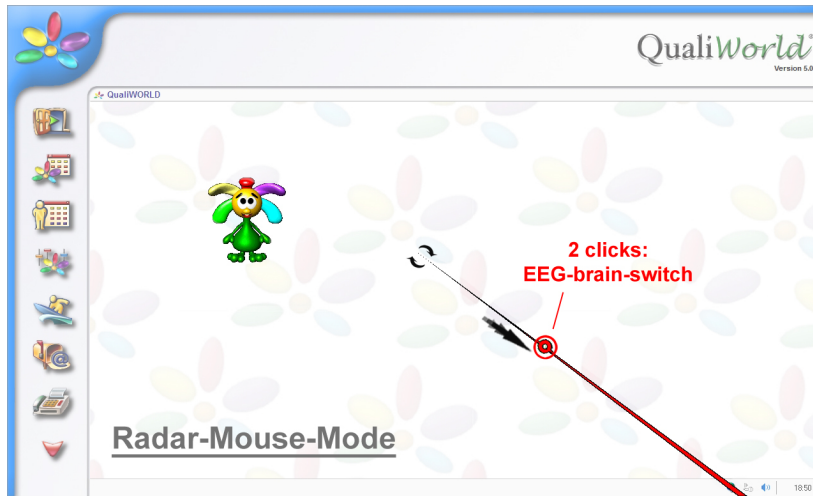 QualiWorld®
Version 5.0
QualiWORLD
2 clicks:
EEG-brain-switch
Radar-Mouse-Mode
18:50